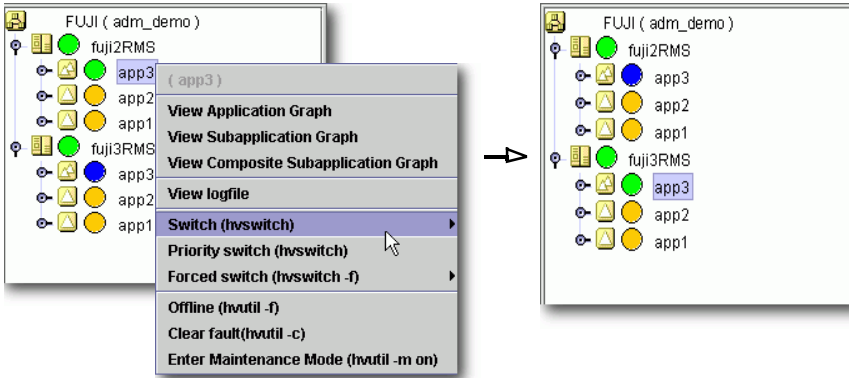 FUJI ( adm_demo )
fuji2RMS
app3
app2
app1
fuji3RMS
app3
app2
app1
( app3 )
View Application Graph
View Subapplication Graph
View Composite Subapplication Graph
View logfile
Switch (hvswitch)
Priority switch (hvswitch)
Forced switch (hvswitch -f)
Offline (hvutil -f)
Clear fault(hvutil -c)
Enter Maintenance Mode (hvutil -m on)
FUJI ( adm_demo )
fuji2RMS
app3
app2
app1
fuji3RMS
app3
app2
app1